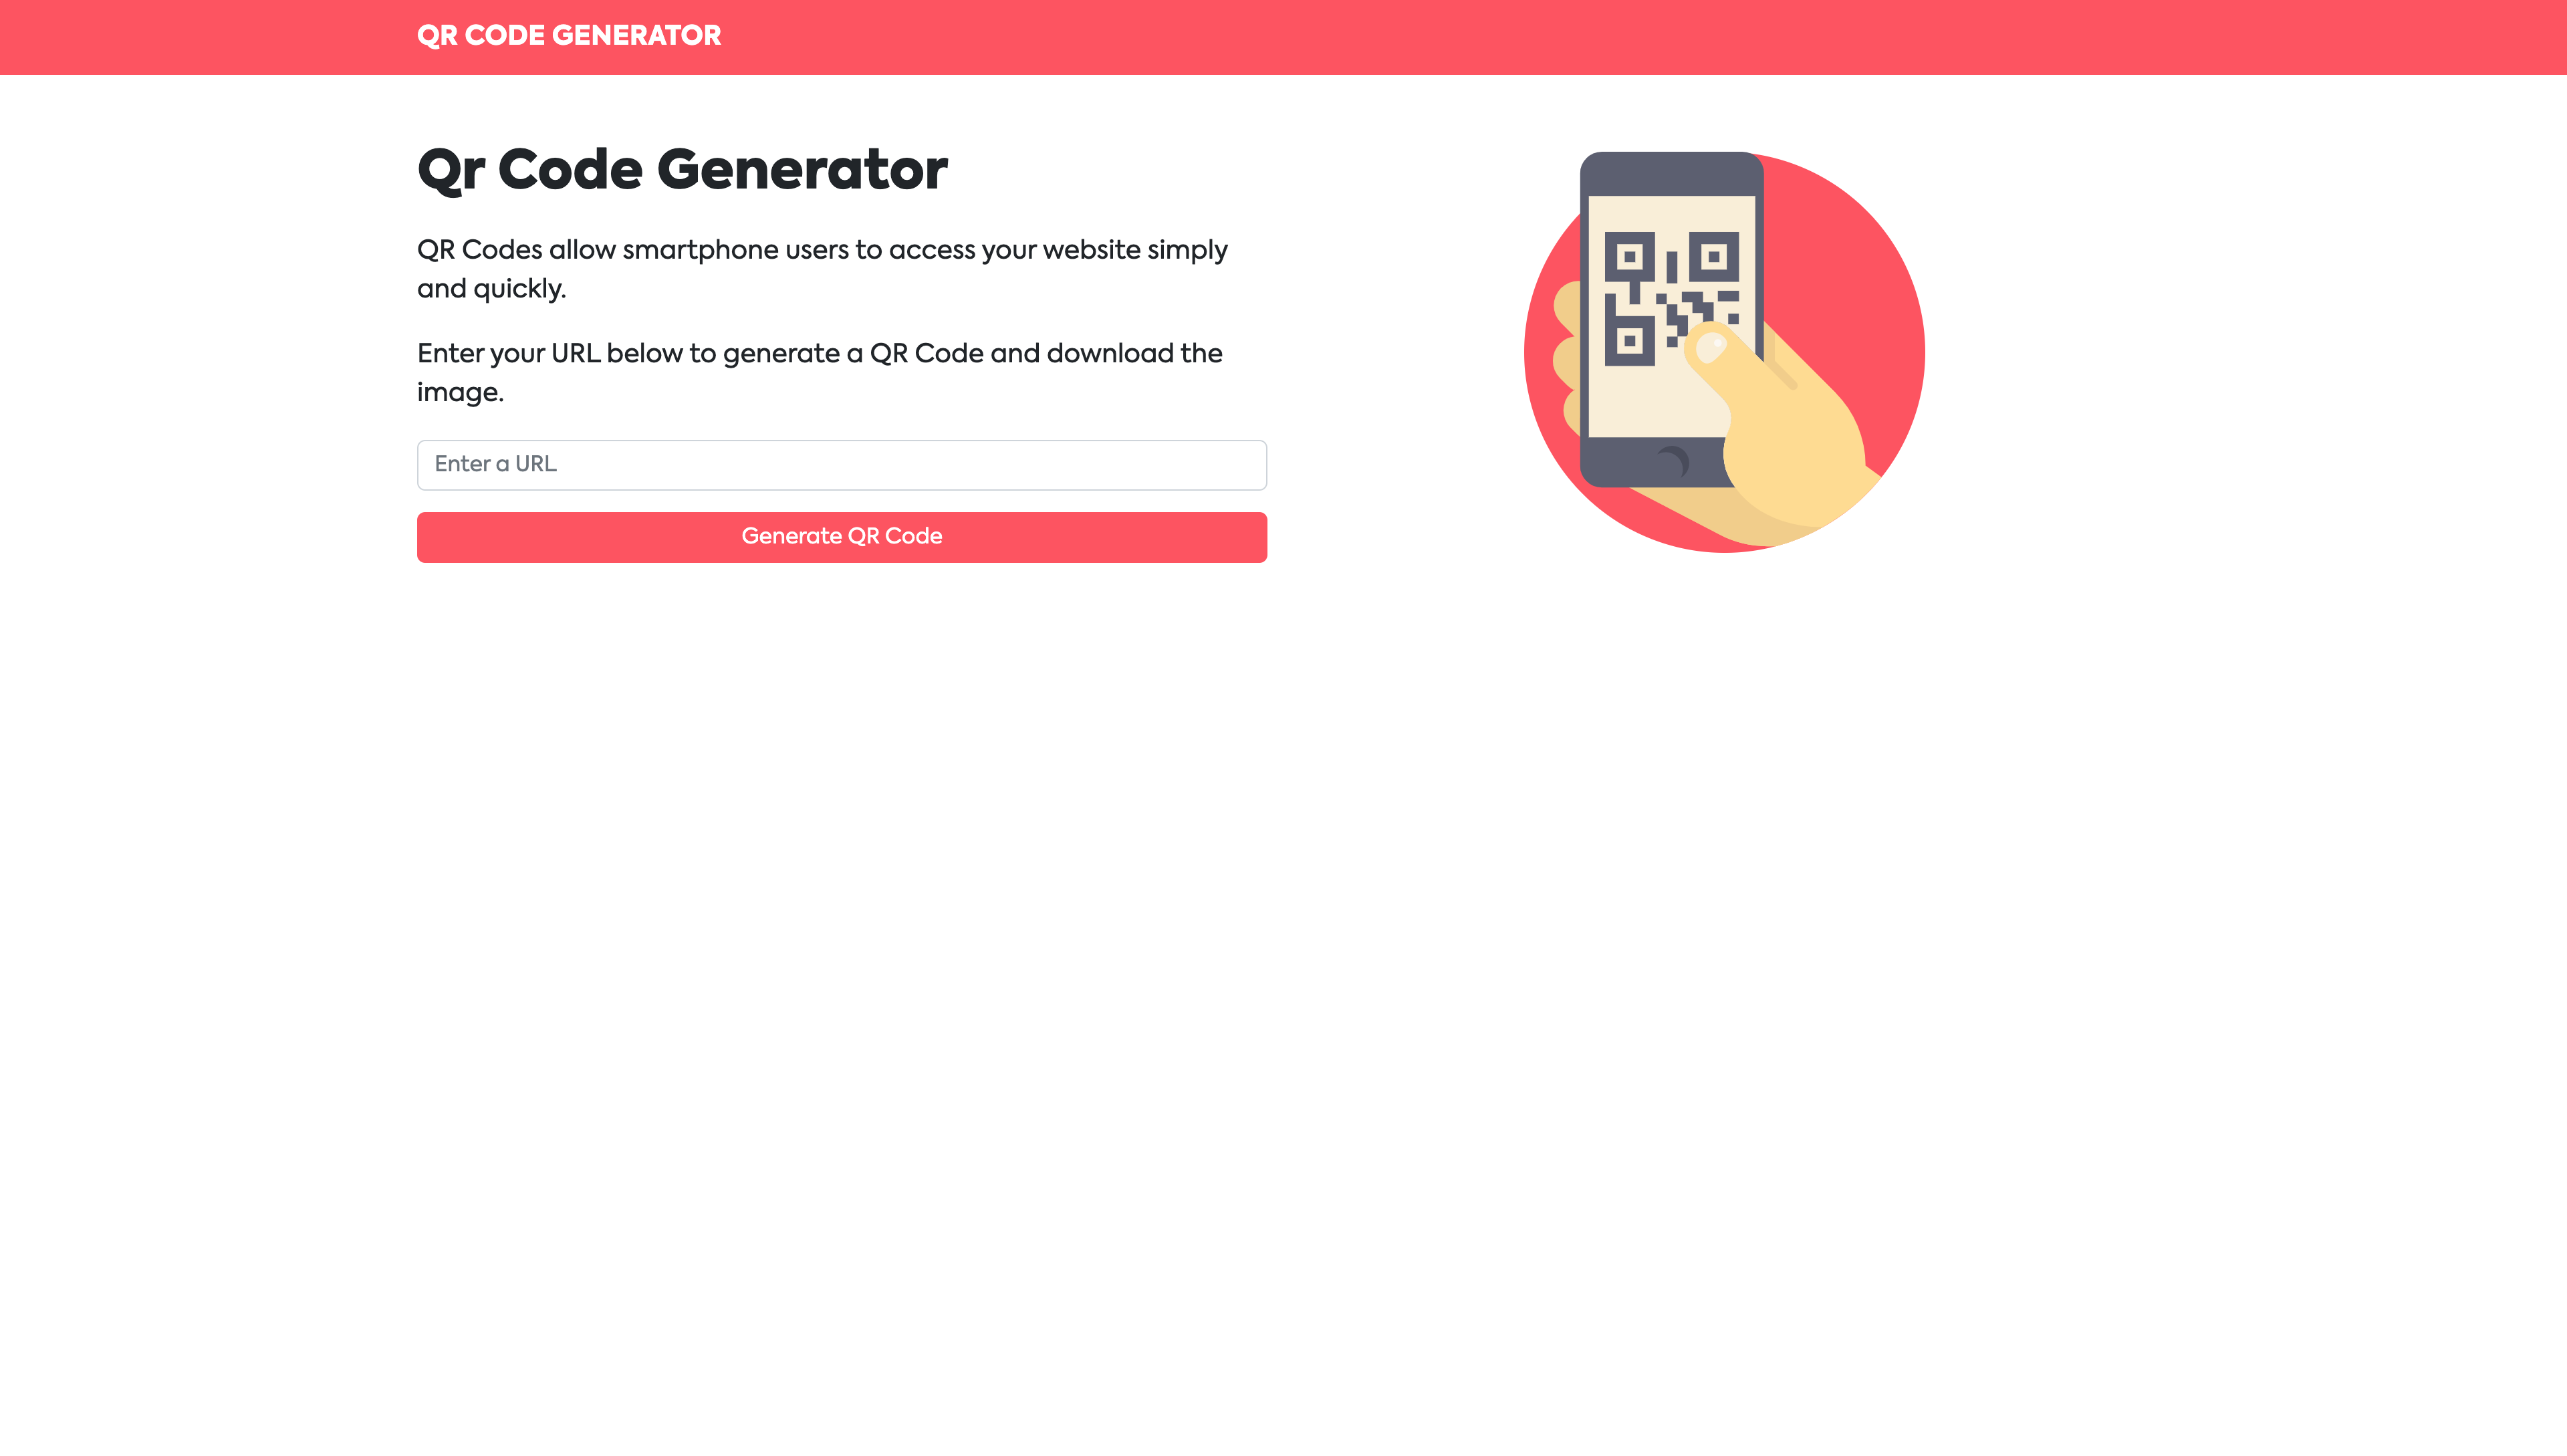 QR CODE GENERATOR
Qr Code Generator
QR Codes allow smartphone users to access your website simply
and quickly.
Enter your URL below to generate a QR Code and download the
image.
Enter a URL
Generate QR Code